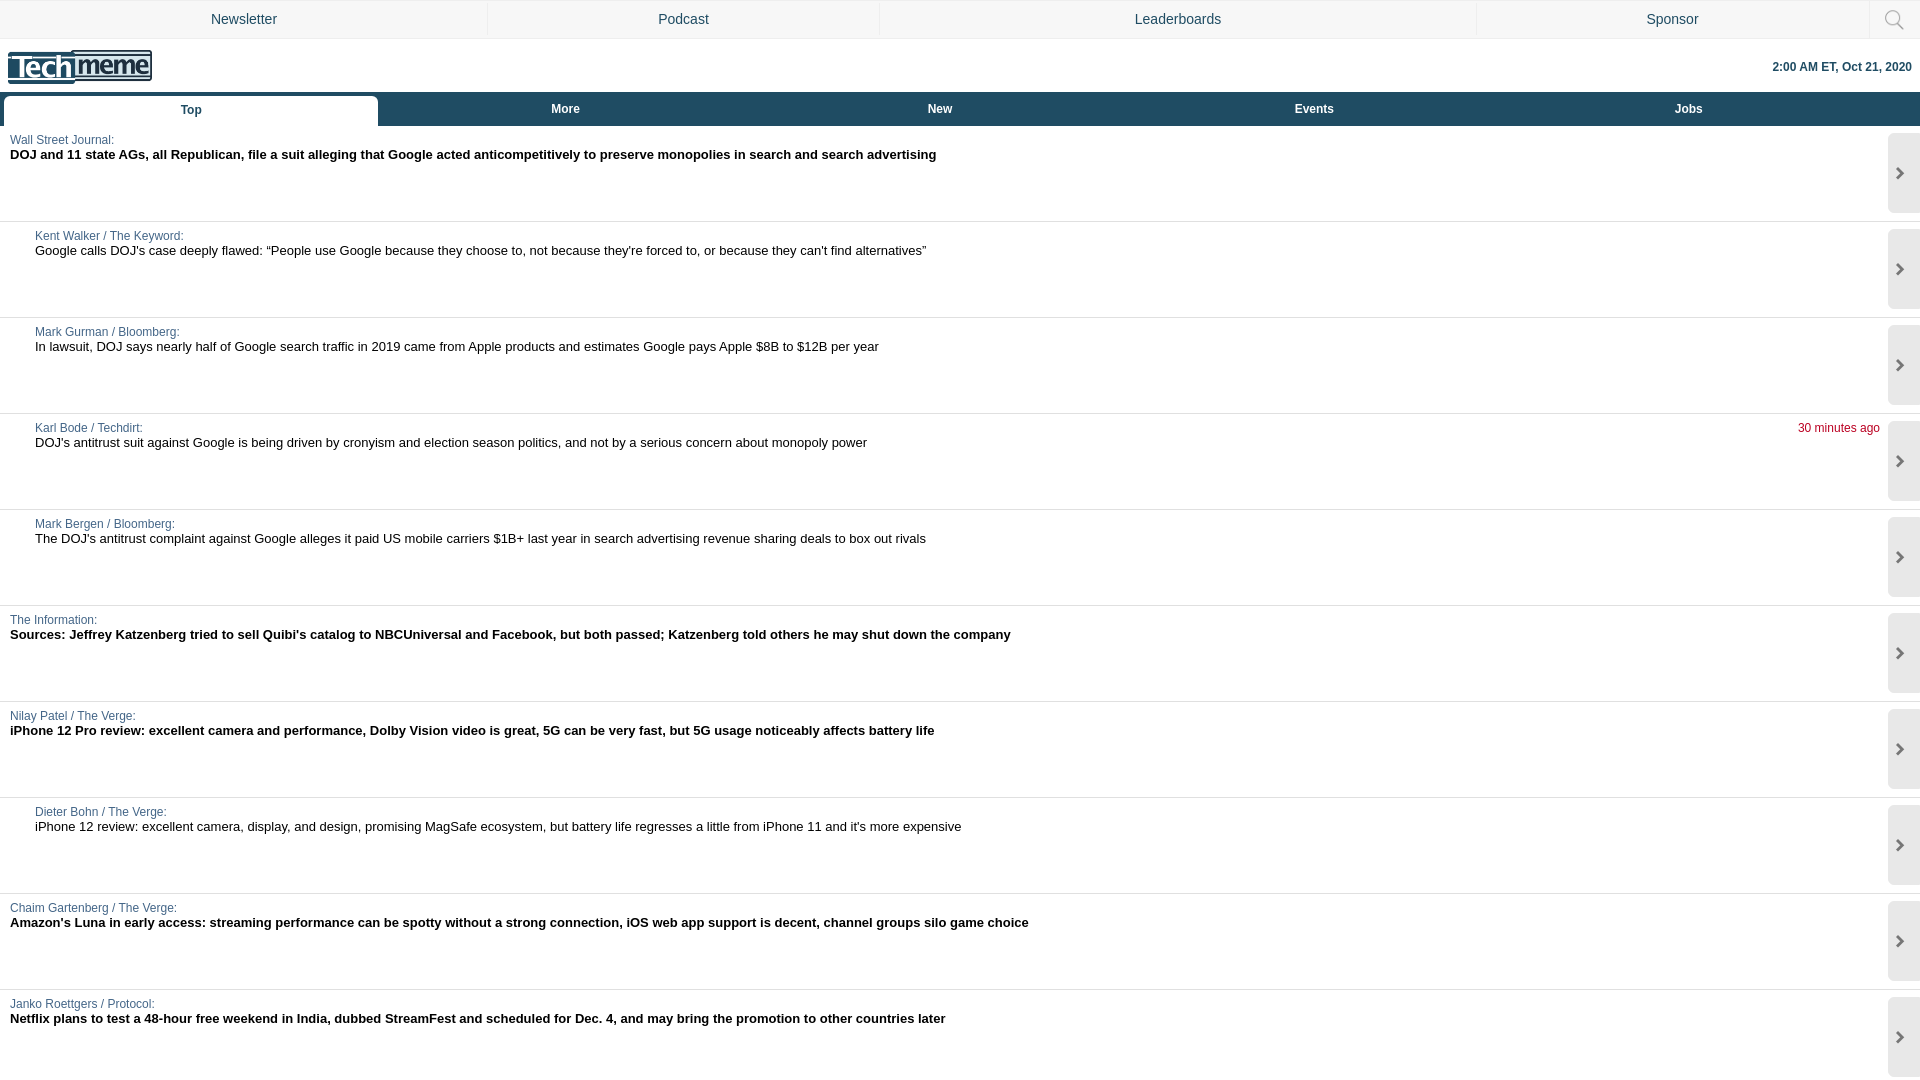 Newsletter
Podcast
Leaderboards
Sponsor
Techmeme
2:00 AM ET, Oct 21, 2020
Top
More
New
Events
Jobs
Wall Street Journal:
DOJ and 11 state AGs, all Republican, file a suit alleging that Google acted anticompetitively to preserve monopolies in search and search advertising
Kent Walker / The Keyword:
Google calls DOJ's case deeply flawed: “People use Google because they choose to, not because they're forced to, or because they can't find alternatives”
Mark Gurman / Bloomberg:
In lawsuit, DOJ says nearly half of Google search traffic in 2019 came from Apple products and estimates Google pays Apple $8B to $12B per year
Karl Bode / Techdirt:
30 minutes ago
DOJ's antitrust suit against Google is being driven by cronyism and election season politics, and not by a serious concern about monopoly power
Mark Bergen / Bloomberg:
The DOJ's antitrust complaint against Google alleges it paid US mobile carriers $1B+ last year in search advertising revenue sharing deals to box out rivals
The Information:
Sources: Jeffrey Katzenberg tried to sell Quibi's catalog to NBCUniversal and Facebook, but both passed; Katzenberg told others he may shut down the company
Nilay Patel / The Verge:
iPhone 12 Pro review: excellent camera and performance, Dolby Vision video is great, 5G can be very fast, but 5G usage noticeably affects battery life
Dieter Bohn / The Verge:
iPhone 12 review: excellent camera, display, and design, promising MagSafe ecosystem, but battery life regresses a little from iPhone 11 and it's more expensive
Chaim Gartenberg / The Verge:
Amazon's Luna in early access: streaming performance can be spotty without a strong connection, iOS web app support is decent, channel groups silo game choice
Janko Roettgers / Protocol:
Netflix plans to test a 48-hour free weekend in India, dubbed StreamFest and scheduled for Dec. 4, and may bring the promotion to other countries later